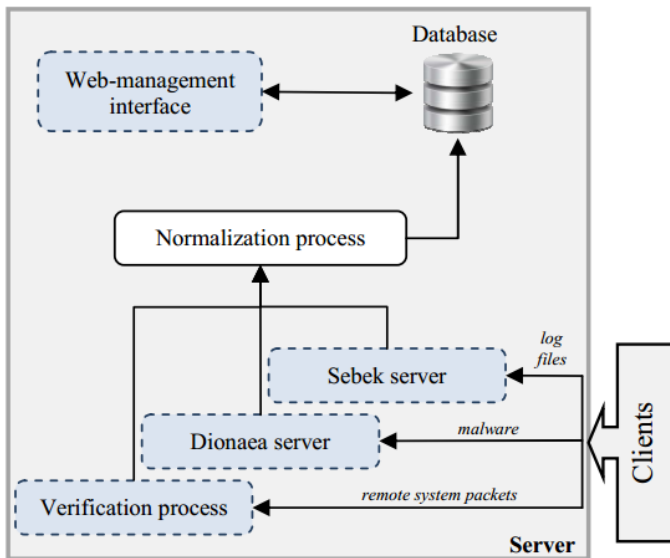 Database
Web-management
interface
Normalization process
log
files
Sebek server
malware
Dionaea server
remote system packets
Verification process
Clients
Server